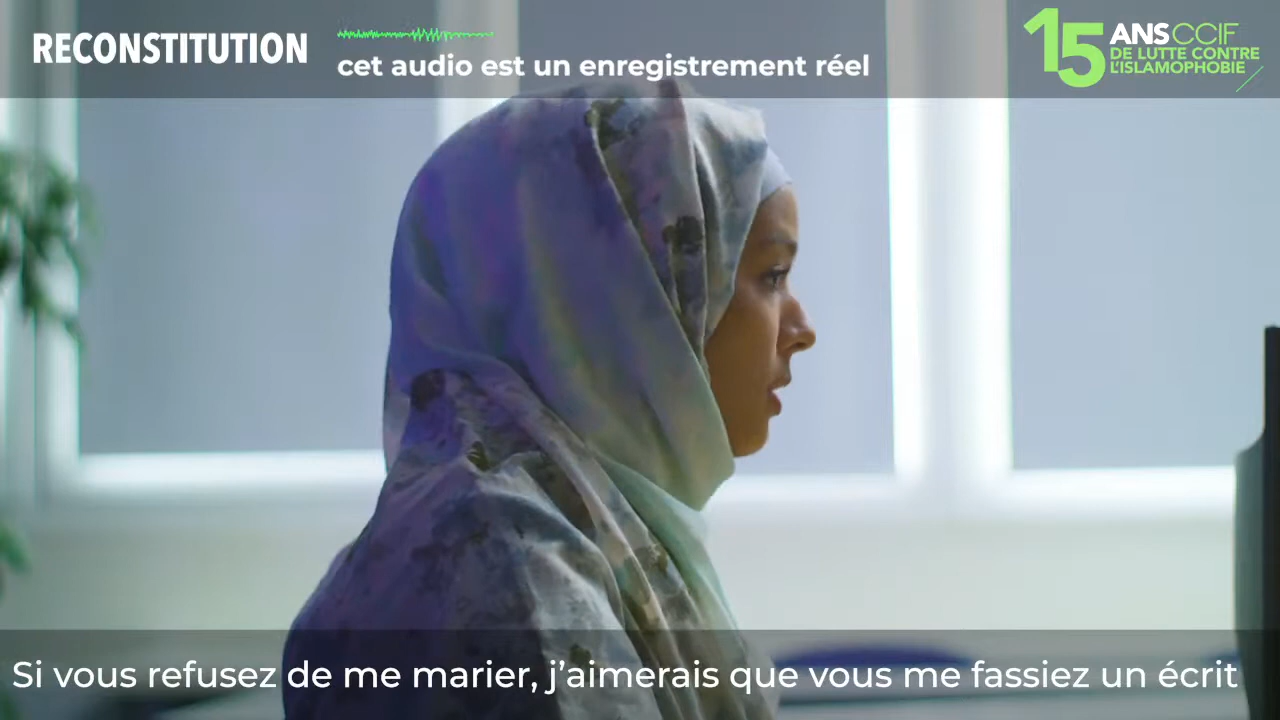 RECONSTITUTION
cet audio est un enregistrement réel
15 ANS CCIF
DE LUTTE CONTRE
L'ISLAMOPHOBIE
Si vous refusez de me marier, j’aimerais que vous me fassiez un écrit